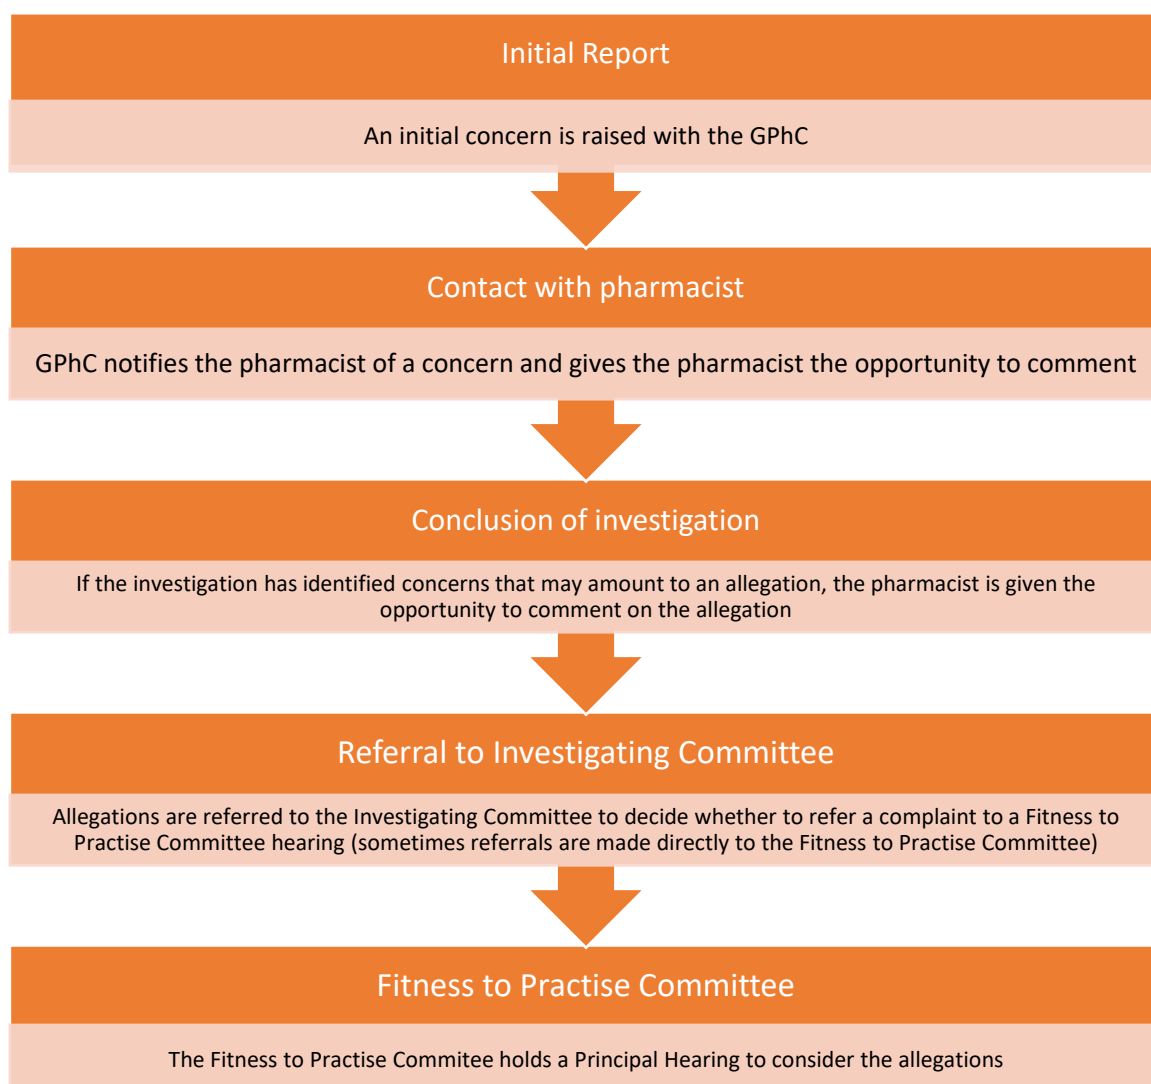 Initial Report
An initial concern is raised with the GPhC
Contact with pharmacist
GPhC notifies the pharmacist of a concern and gives the pharmacist the opportunity to comment
Conclusion of investigation
If the investigation has identified concerns that may amount to an allegation, the pharmacist is given the
opportunity to comment on the allegation
Referral to Investigating Committee
Allegations are referred to the Investigating Committee to decide whether to refer a complaint to a Fitness to
Practise Committee hearing (sometimes referrals are made directly to the Fitness to Practise Committee)
Fitness to Practise Committee
The Fitness to Practise Commitee holds a Principal Hearing to consider the allegations